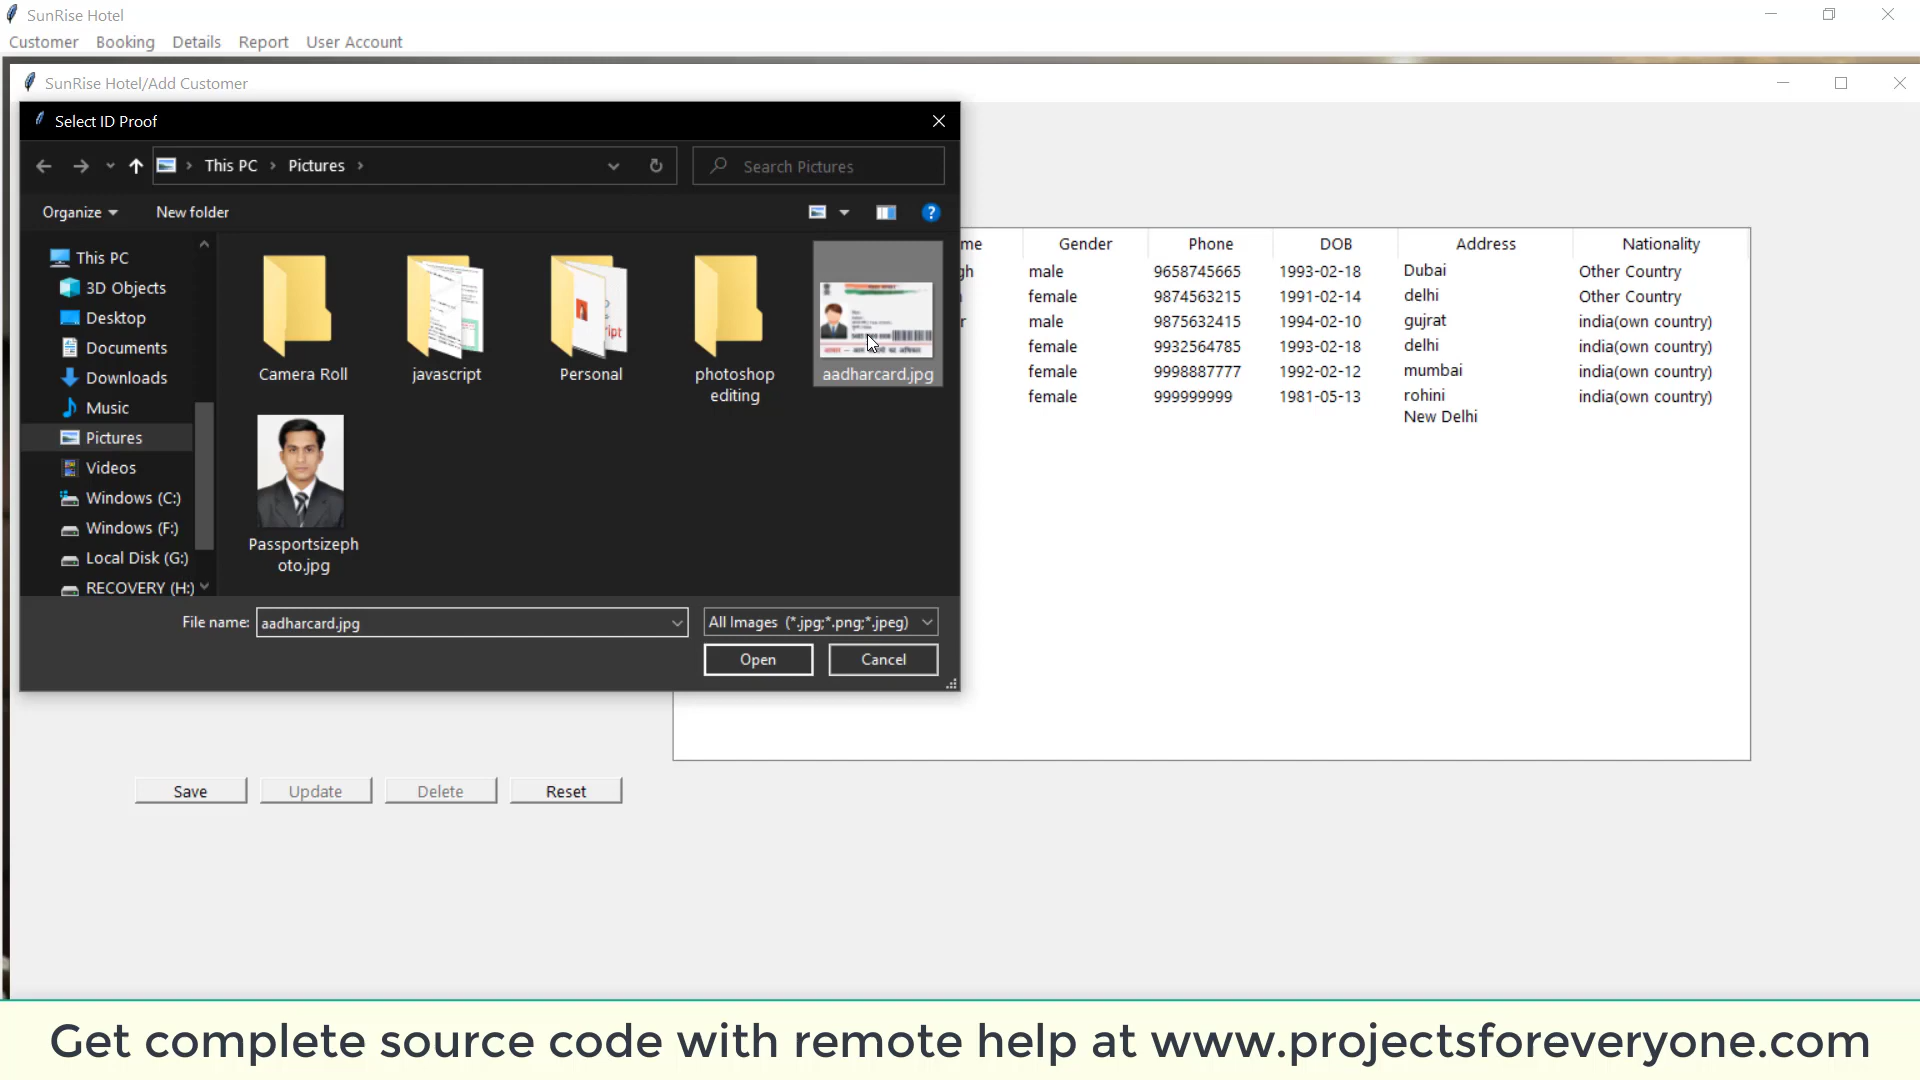 SunRise Hotel
Customer Booking Details Report User Account
SunRise Hotel/Add Customer
Select ID Proof
This PC Pictures
Search Pictures
Organize New folder
This PC
3D Objects
Desktop
Documents
Downloads
Music
Pictures
Videos
Windows (C:)
Windows (F:)
Local Disk (G:)
RECOVERY (H:)
Camera Roll
javascript
Personal
photoshop
editing
aadharcard.jpg
Passportsizeph
oto.jpg
File name: aadharcard.jpg
All Images (*.jpg;*.png;*.jpeg)
Open Cancel
me Gender Phone DOB Address Nationality
gh male 9658745665 1993-02-18 Dubai Other Country
female 9874563215 1991-02-14 delhi Other Country
r male 9875632415 1994-02-10 gujrat india(own country)
female 9932564785 1993-02-18 delhi india(own country)
female 9998887777 1992-02-12 mumbai india(own country)
female 999999999 1981-05-13 rohini india(own country)
New Delhi
Save Update Delete Reset
Get complete source code with remote help at www.projectsforeveryone.com